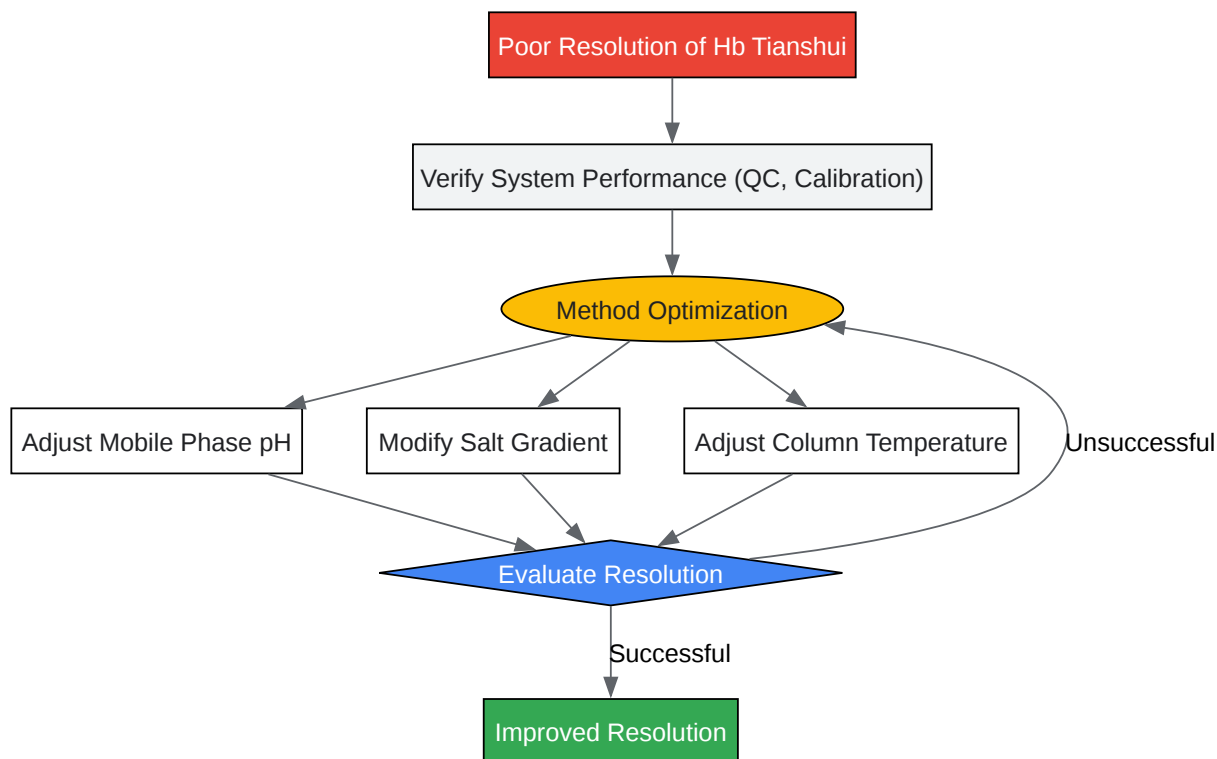 Poor Resolution of Hb Tianshui
Verify System Performance (QC, Calibration)
Method Optimization
Adjust Mobile Phase pH
Modify Salt Gradient
Adjust Column Temperature
Unsuccessful
Evaluate Resolution
Successful
Improved Resolution